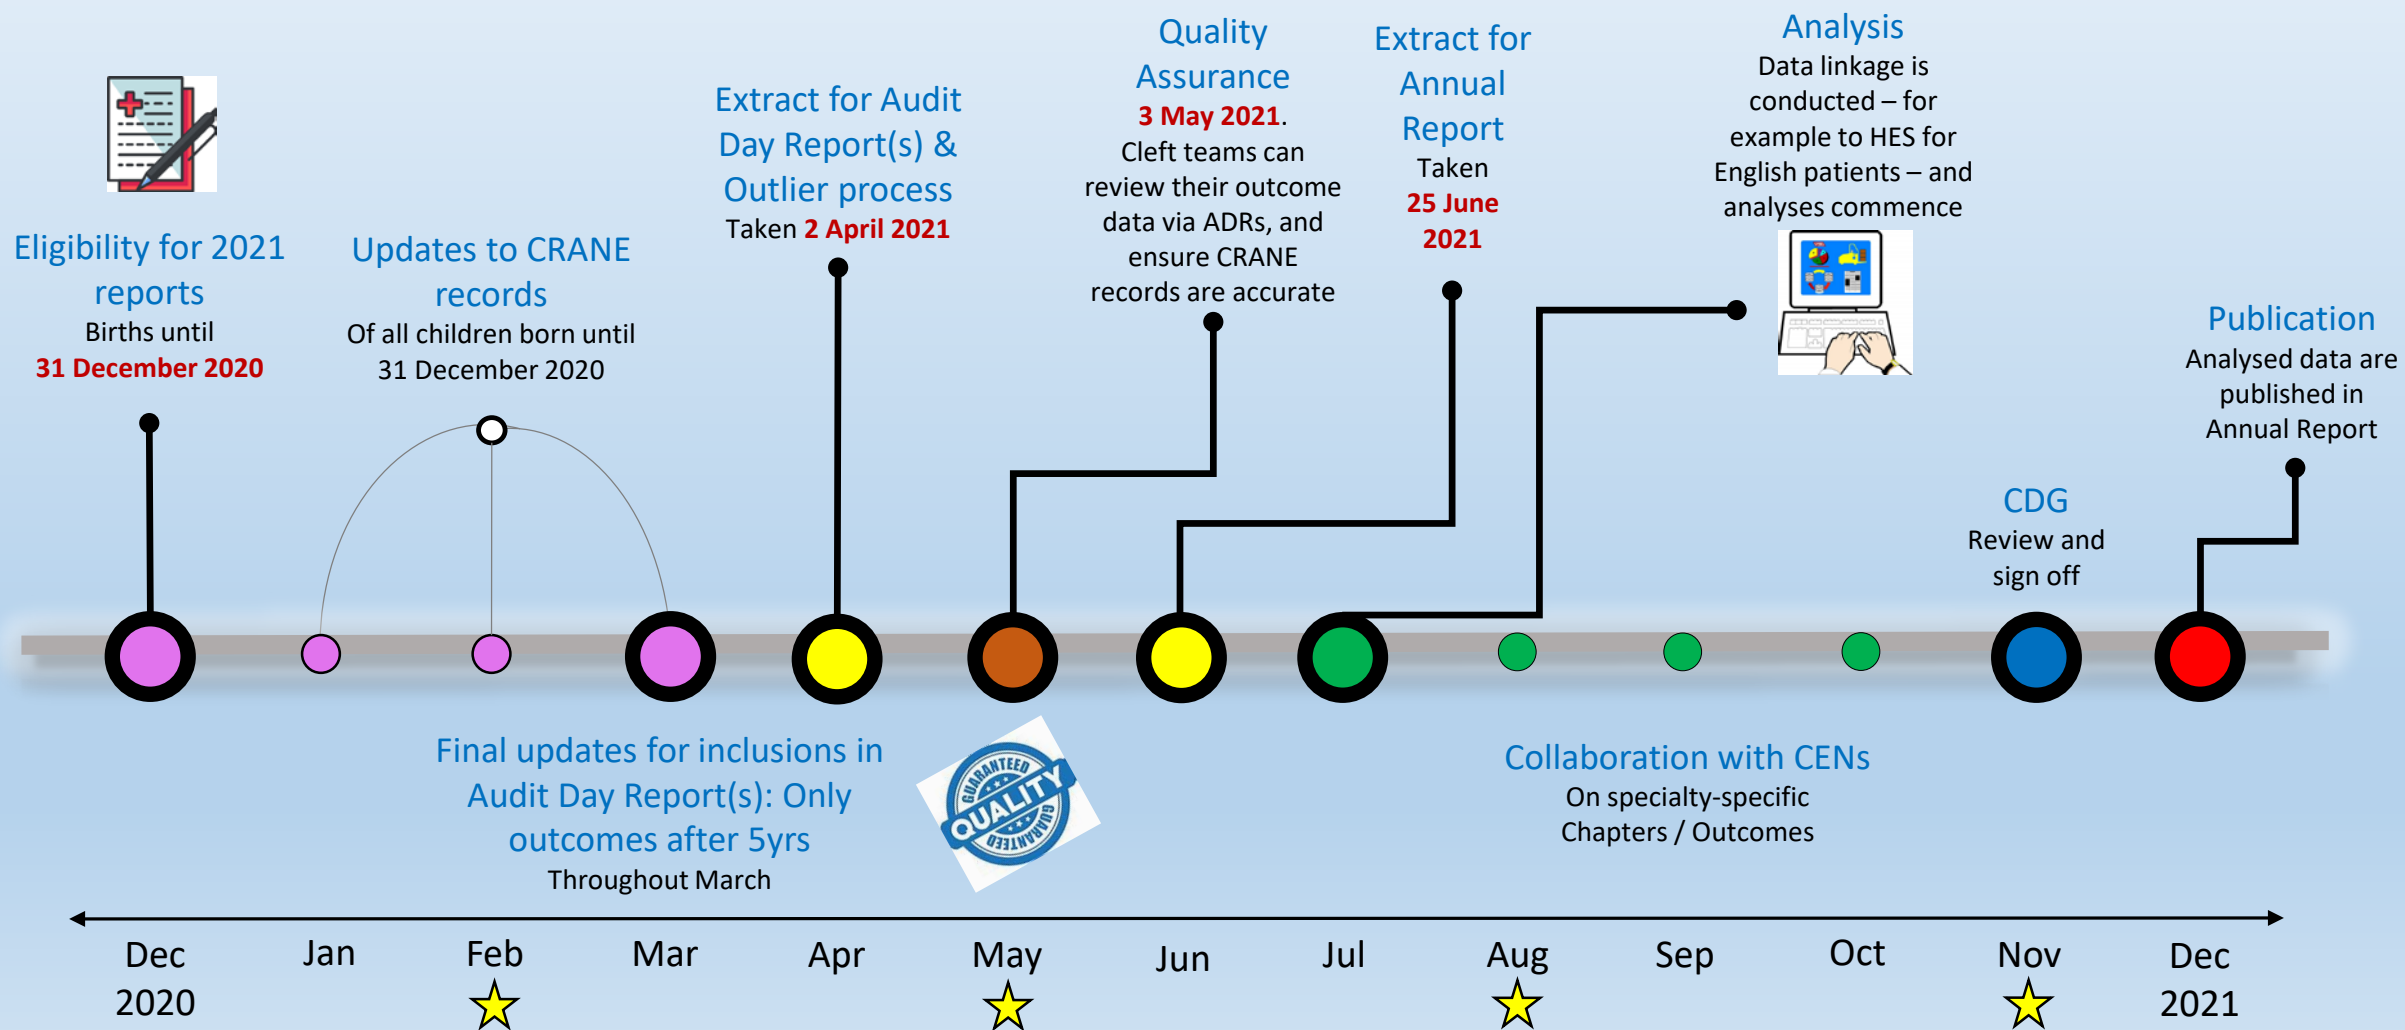 Eligibility for 2021
reports
Births until
31 December 2020
Updates to CRANE
records
Of all children born until
31 December 2020
Extract for Audit
Day Report(s) &
Outlier process
Taken 2 April 2021
Quality
Assurance
3 May 2021.
Cleft teams can
review their outcome
data via ADRs, and
ensure CRANE
records are accurate
Extract for
Annual
Report
Taken
25 June
2021
Analysis
Data linkage is
conducted – for
example to HES for
English patients – and
analyses commence
Publication
Analysed data are
published in
Annual Report
CDG
Review and
sign off
Final updates for inclusions in
Audit Day Report(s): Only
outcomes after 5yrs
Throughout March
GUARANTEED
QUALITY
GUARANTEED
Collaboration with CENs
On specialty-specific
Chapters / Outcomes
Dec
2020
Jan
Feb
Mar
Apr
May
Jun
Jul
Aug
Sep
Oct
Nov
Dec
2021